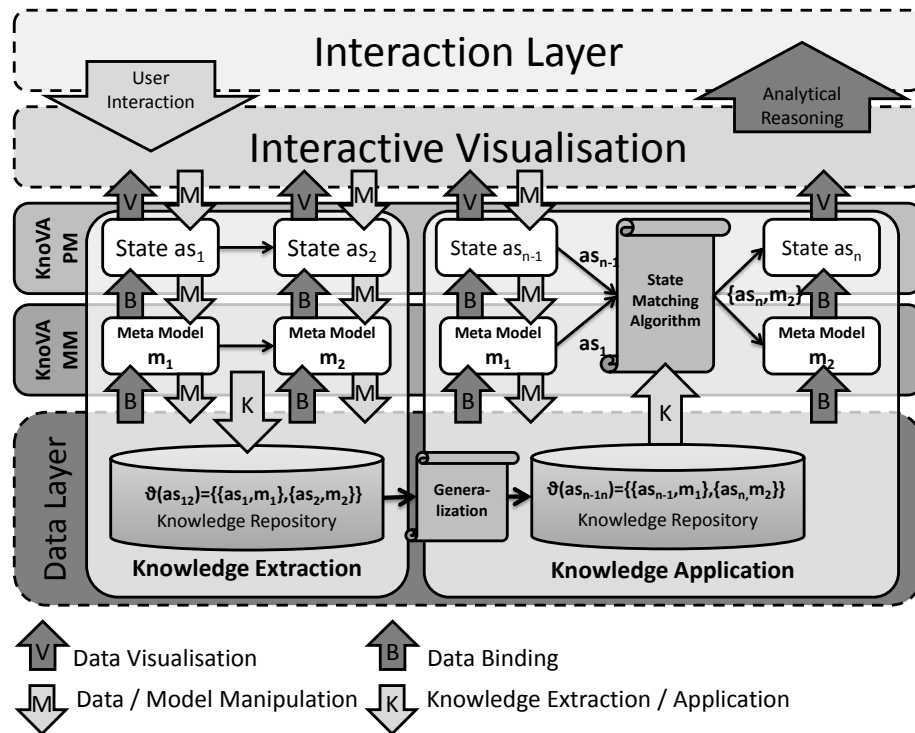 Interaction Layer
User
Interaction
Analytical
Reasoning
Interactive Visualisation
V
M
V
M
V
M
V
KnoVA
PM
State as1
State as2
State asn-1
asn-1
State
Matching
Algorithm
State asn
{asn,m2}
B
M
B
M
B
M
B
KnoVA
MM
Meta Model
m1
Meta Model
m2
Meta Model
m1
as1
Meta Model
m2
B
M
B
M
B
M
B
K
K
Data Layer
ϑ(as12)={{as1,m1},{as2,m2}}
Knowledge Repository
Genera-
lization
ϑ(asn-1n)={{asn-1,m1},{asn,m2}}
Knowledge Repository
Knowledge Extraction
Knowledge Application
V Data Visualisation
B Data Binding
M Data / Model Manipulation
K Knowledge Extraction / Application